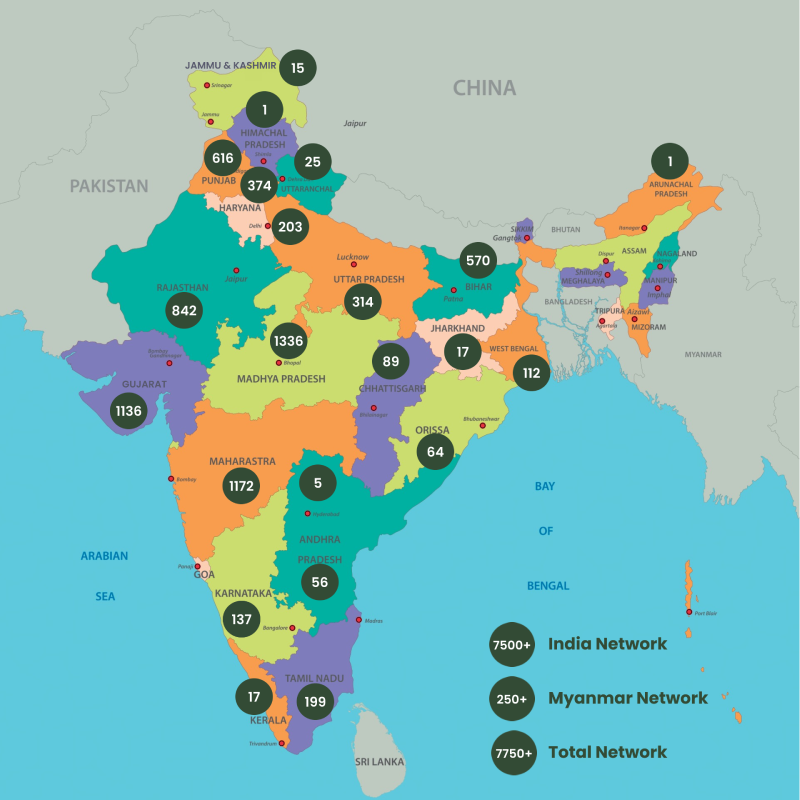 JAMMU & KASHMIR
15
Srinagar
CHINA
1
Jammu
Jaipur
HIMACHAL
PRADESH
616
Shimla
25
1
PAKISTAN
PUNJAB
374
UTTARANCHAL
ARUNACHAL
PRADESH
HARYANA
Delhi
203
SIKKIM
Gangtok
BHUTAN
Itanagar
Lucknow
570
Dispur
ASSAM
NAGALAND
Jaipur
UTTAR PRADESH
BIHAR
Shillong
MEGHALAYA
MANIPUR
RAJASTHAN
Patna
Imphal
842
314
BANGLADESH
TRIPURA
Aizawl
Agartala
MIZORAM
JHARKHAND
1336
17
WEST BENGAL
MYANMAR
Gandhinagar
Bhopal
89
112
GUJARAT
MADHYA PRADESH
CHHATTISGARH
1136
Bhubaneshwar
ORISSA
64
MAHARASTRA
Bombay
1172
5
BAY
Hyderabad
OF
ANDHRA
PRADESH
ARABIAN
SEA
Panaji
GOA
56
BENGAL
KARNATAKA
137
Bangalore
Madras
Port Blair
7500+
India Network
TAMIL NADU
17
199
250+
Myanmar Network
KERALA
Trivandrum
7750+
Total Network
SRI LANKA